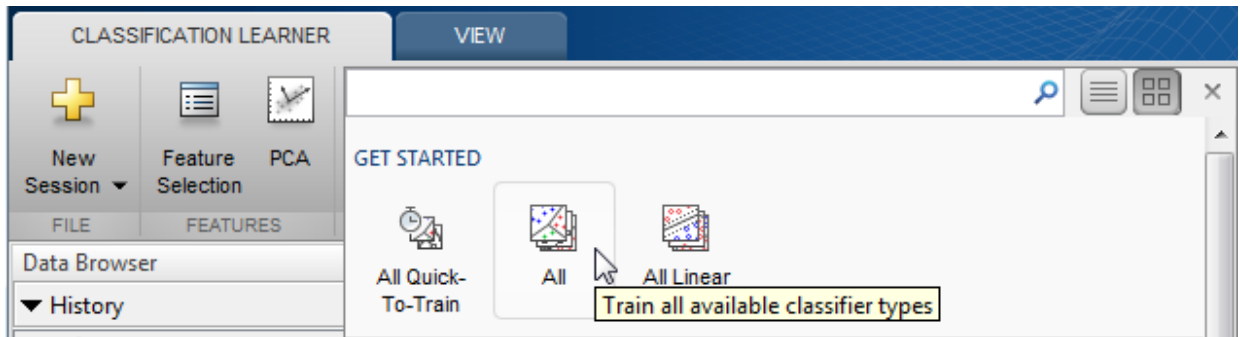 CLASSIFICATION LEARNER
VIEW
New
Session
Feature
Selection
PCA
FILE
FEATURES
GET STARTED
All Quick-
To-Train
All
All Linear
Train all available classifier types
Data Browser
History